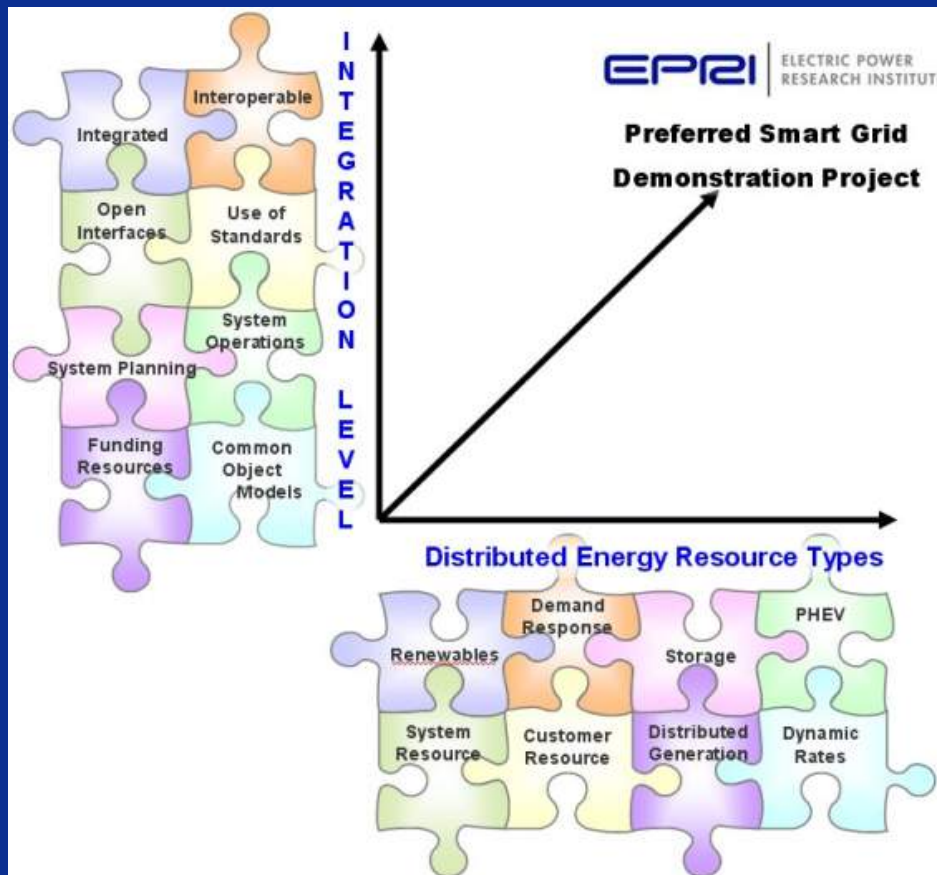 Integrated
Interoperable
Open
Interfaces
Use of
Standards
System Planning
System
Operations
Funding
Resources
Common
Object
Models
INTEGRATION LEVEL
EPRI
ELECTRIC POWER
RESEARCH INSTITUT
Preferred Smart Grid
Demonstration Project
Distributed Energy Resource Types
Renewables
Demand
Response
Storage
PHEV
System
Resource
Customer
Resource
Distributed
Generation
Dynamic
Rates